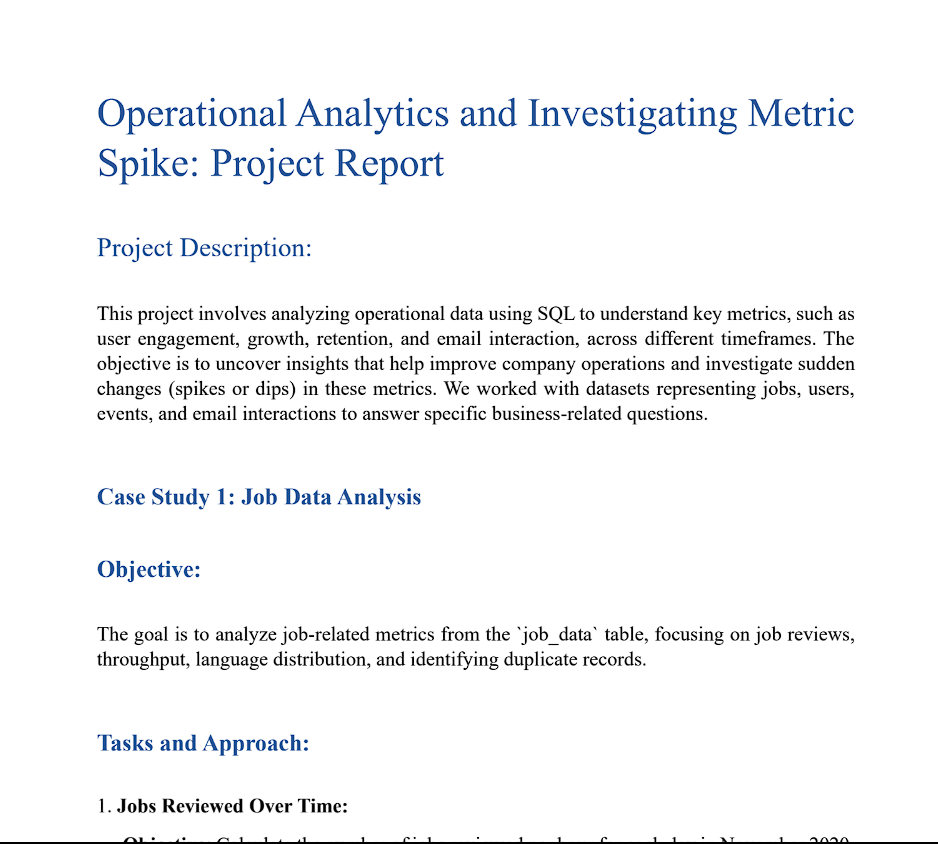 Operational Analytics and Investigating Metric
Spike: Project Report
Project Description:
This project involves analyzing operational data using SQL to understand key metrics, such as
user engagement, growth, retention, and email interaction, across different timeframes. The
objective is to uncover insights that help improve company operations and investigate sudden
changes (spikes or dips) in these metrics. We worked with datasets representing jobs, users,
events, and email interactions to answer specific business-related questions.
Case Study 1: Job Data Analysis
Objective:
The goal is to analyze job-related metrics from the `job_data` table, focusing on job reviews,
throughput, language distribution, and identifying duplicate records.
Tasks and Approach:
1. Jobs Reviewed Over Time: